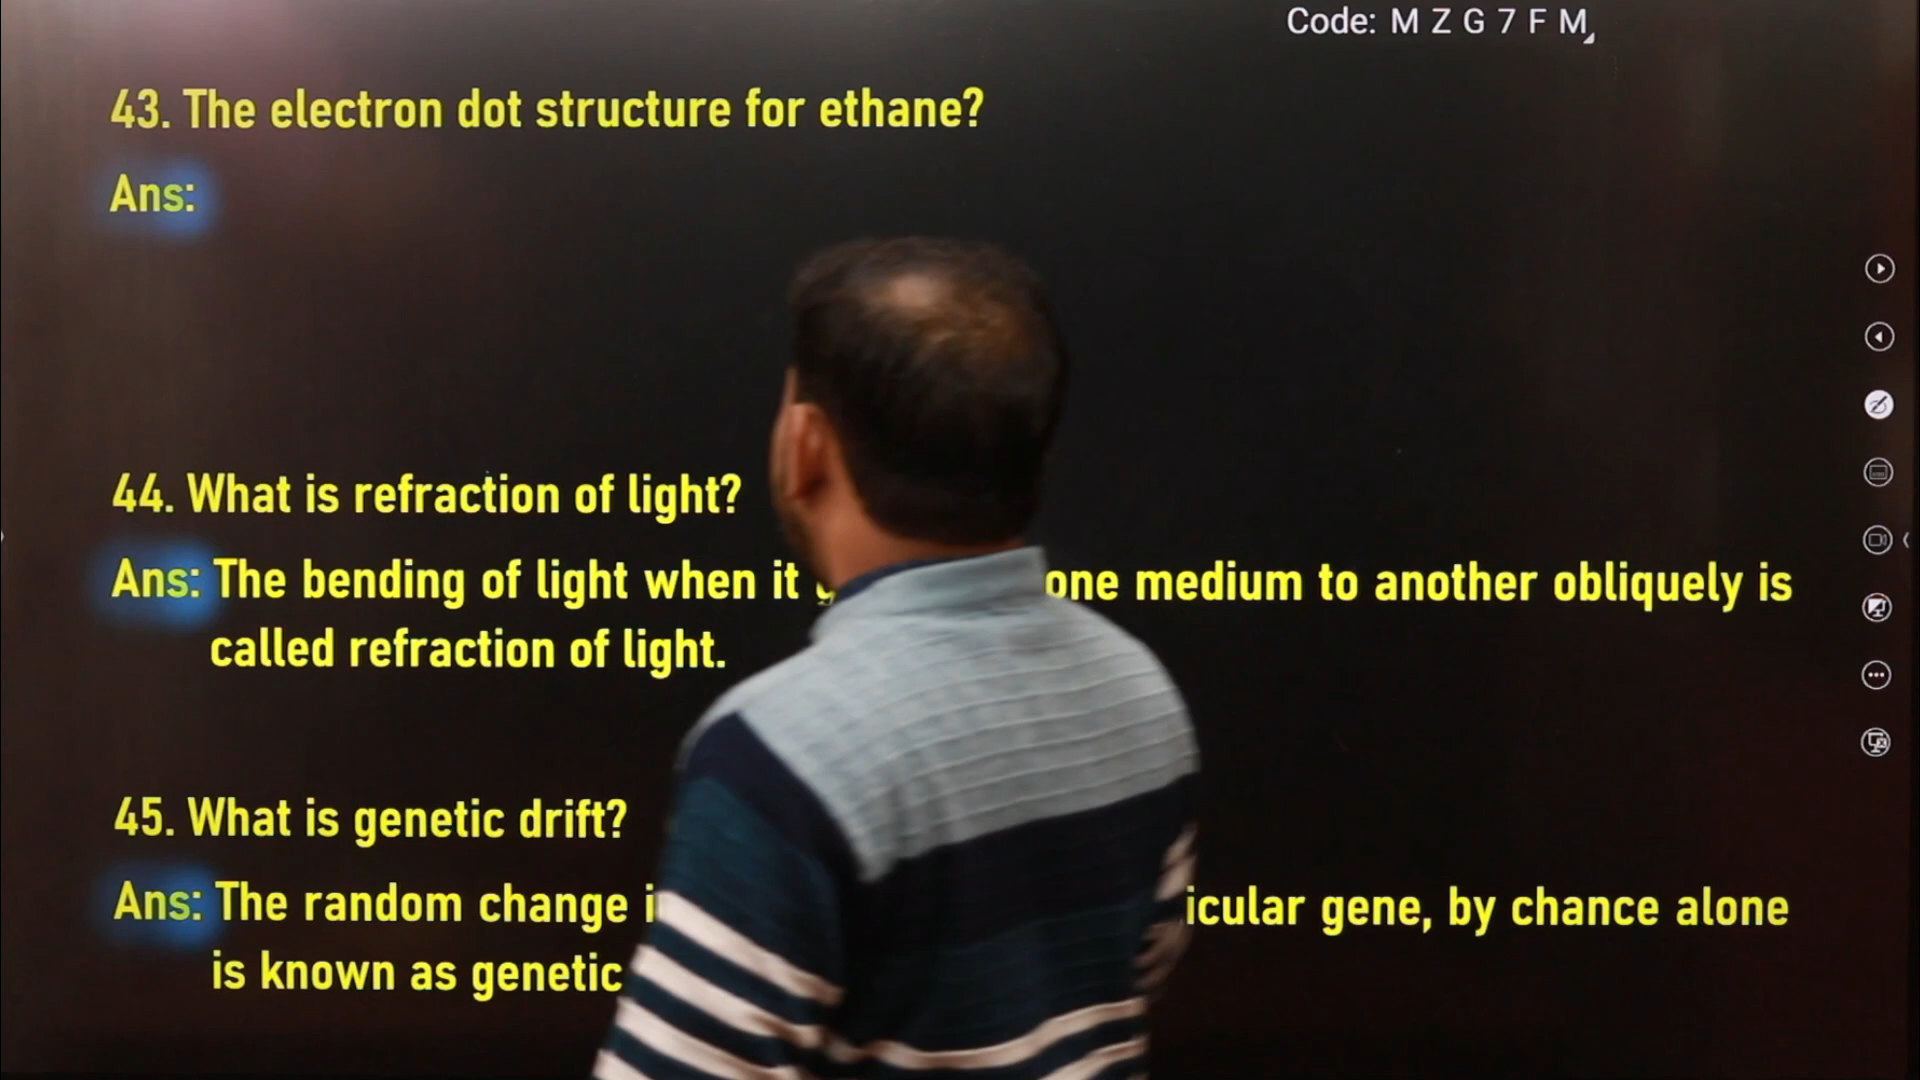 Code: M Z G 7 F M
43. The electron dot structure for ethane?
Ans:
44. What is refraction of light?
Ans: The bending of light when it one medium to another obliquely is
called refraction of light.
45. What is genetic drift?
Ans: The random change gene, by chance alone
is known as genetic